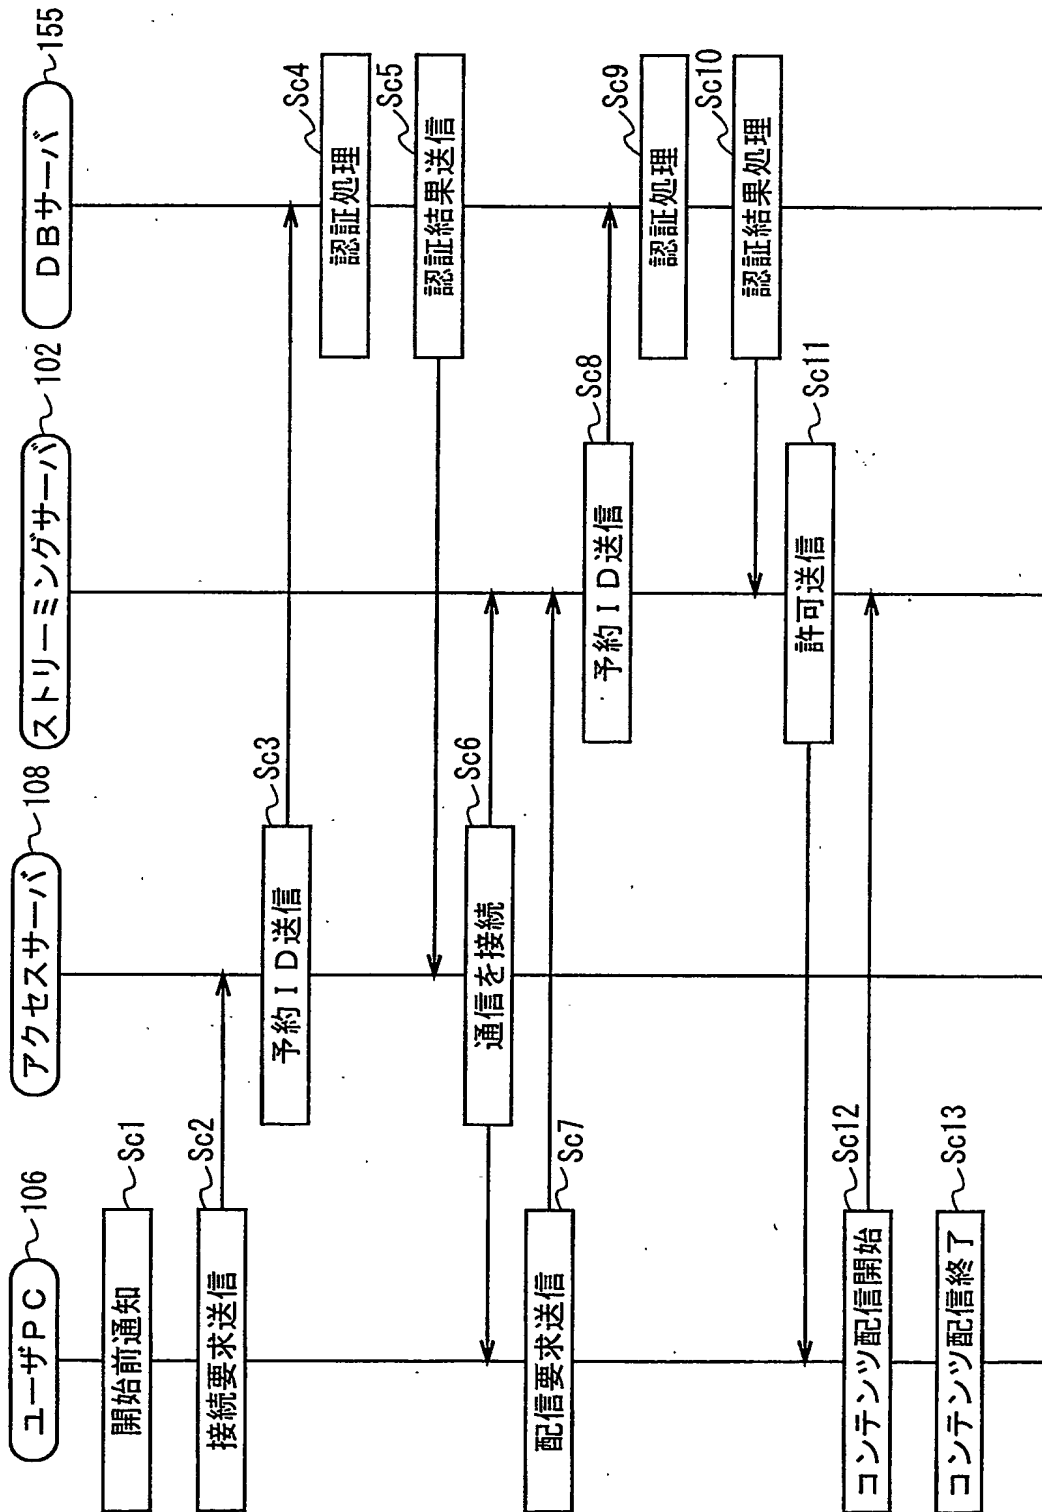 ユーザPC
106
アクセスサーバ
108
ストリーミングサーバ
102
DBサーバ
155
開始前通知
Sc1
接続要求送信
Sc2
予約ID送信
Sc3
認証処理
Sc4
認証結果送信
Sc5
通信を接続
Sc6
配信要求送信
Sc7
予約ID送信
Sc8
認証処理
Sc9
認証結果処理
Sc10
許可送信
Sc11
コンテンツ配信開始
Sc12
コンテンツ配信終了
Sc13